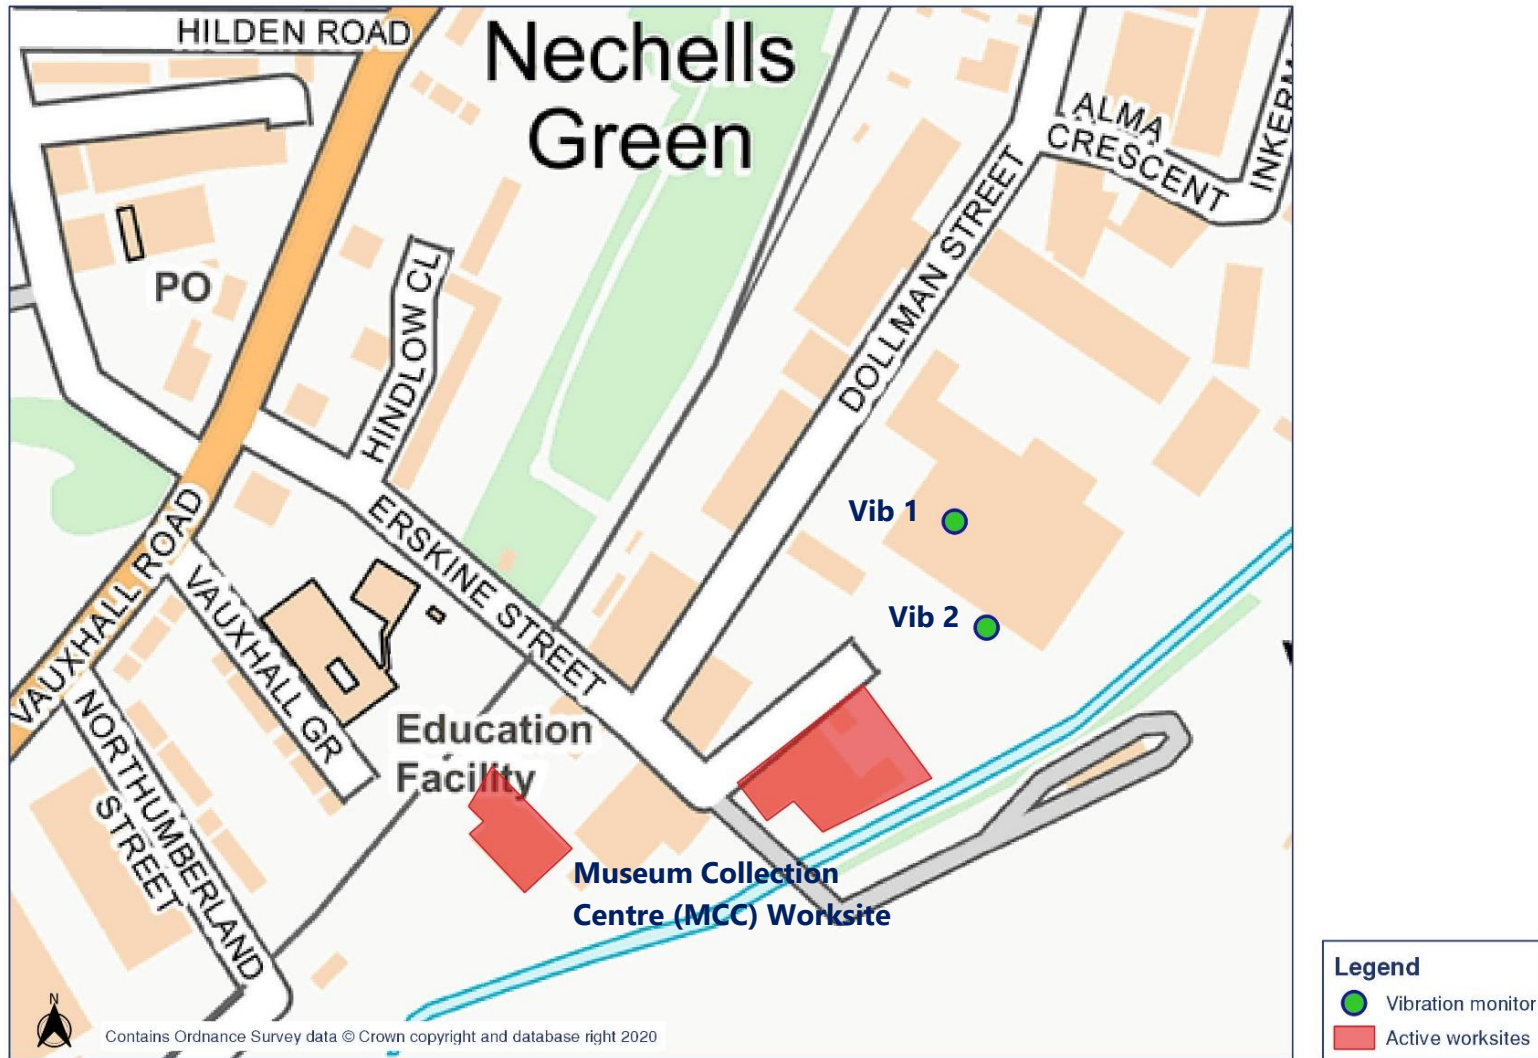 HILDEN ROAD
Nechells
Green
ALMA
CRESCENT
PO
HINDLOW CL
DOLLMAN STREET
VAUXHALL ROAD
ERSKINE STREET
Vib 1
Vib 2
VAUXHALL GR
NORTHUMBERLAND
STREET
Education
Facility
Museum Collection
Centre (MCC) Worksite
N
Contains Ordnance Survey data © Crown copyright and database right 2020
Legend
Vibration monitor
Active worksites